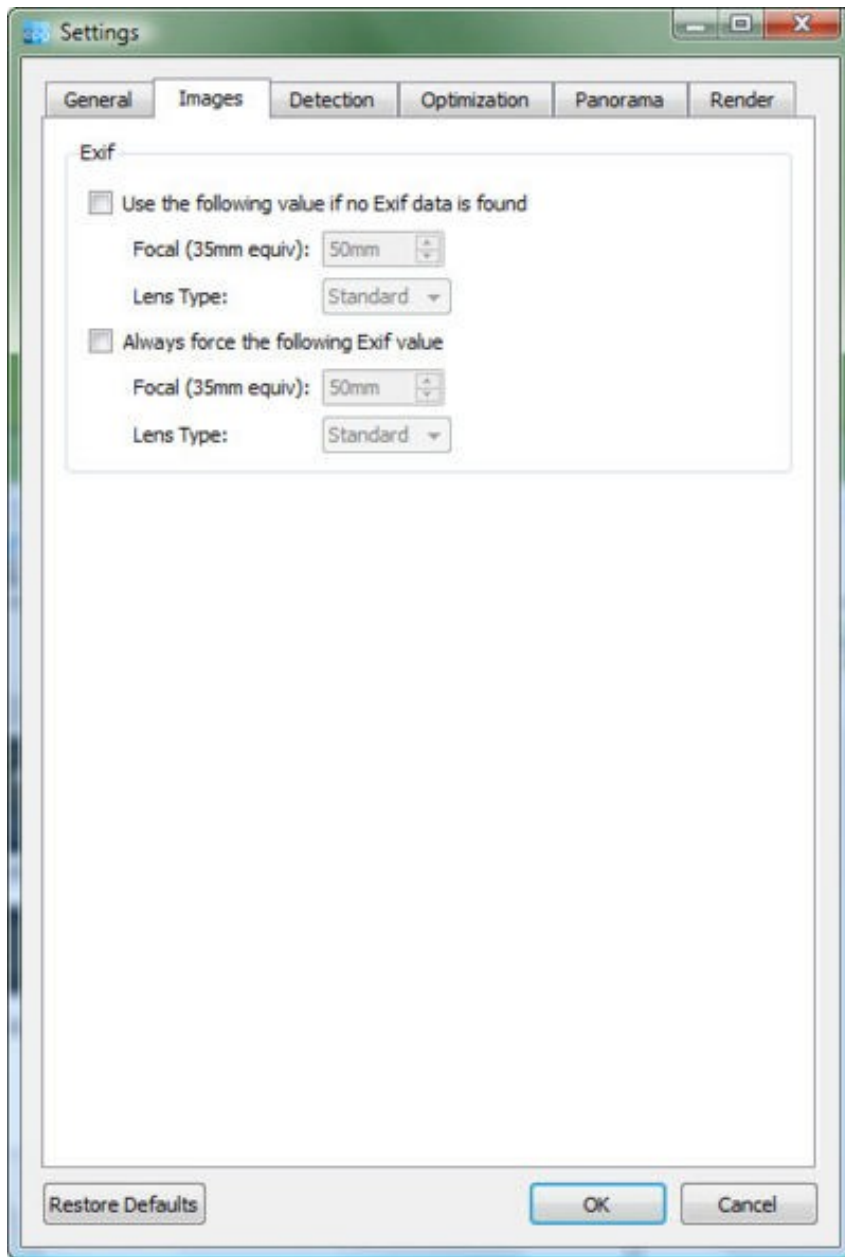 Settings
General Images Detection Optimization Panorama Render
Exif
Use the following value if no Exif data is found
Focal (35mm equiv): 50mm
Lens Type: Standard
Always force the following Exif value
Focal (35mm equiv): 50mm
Lens Type: Standard
Restore Defaults OK Cancel